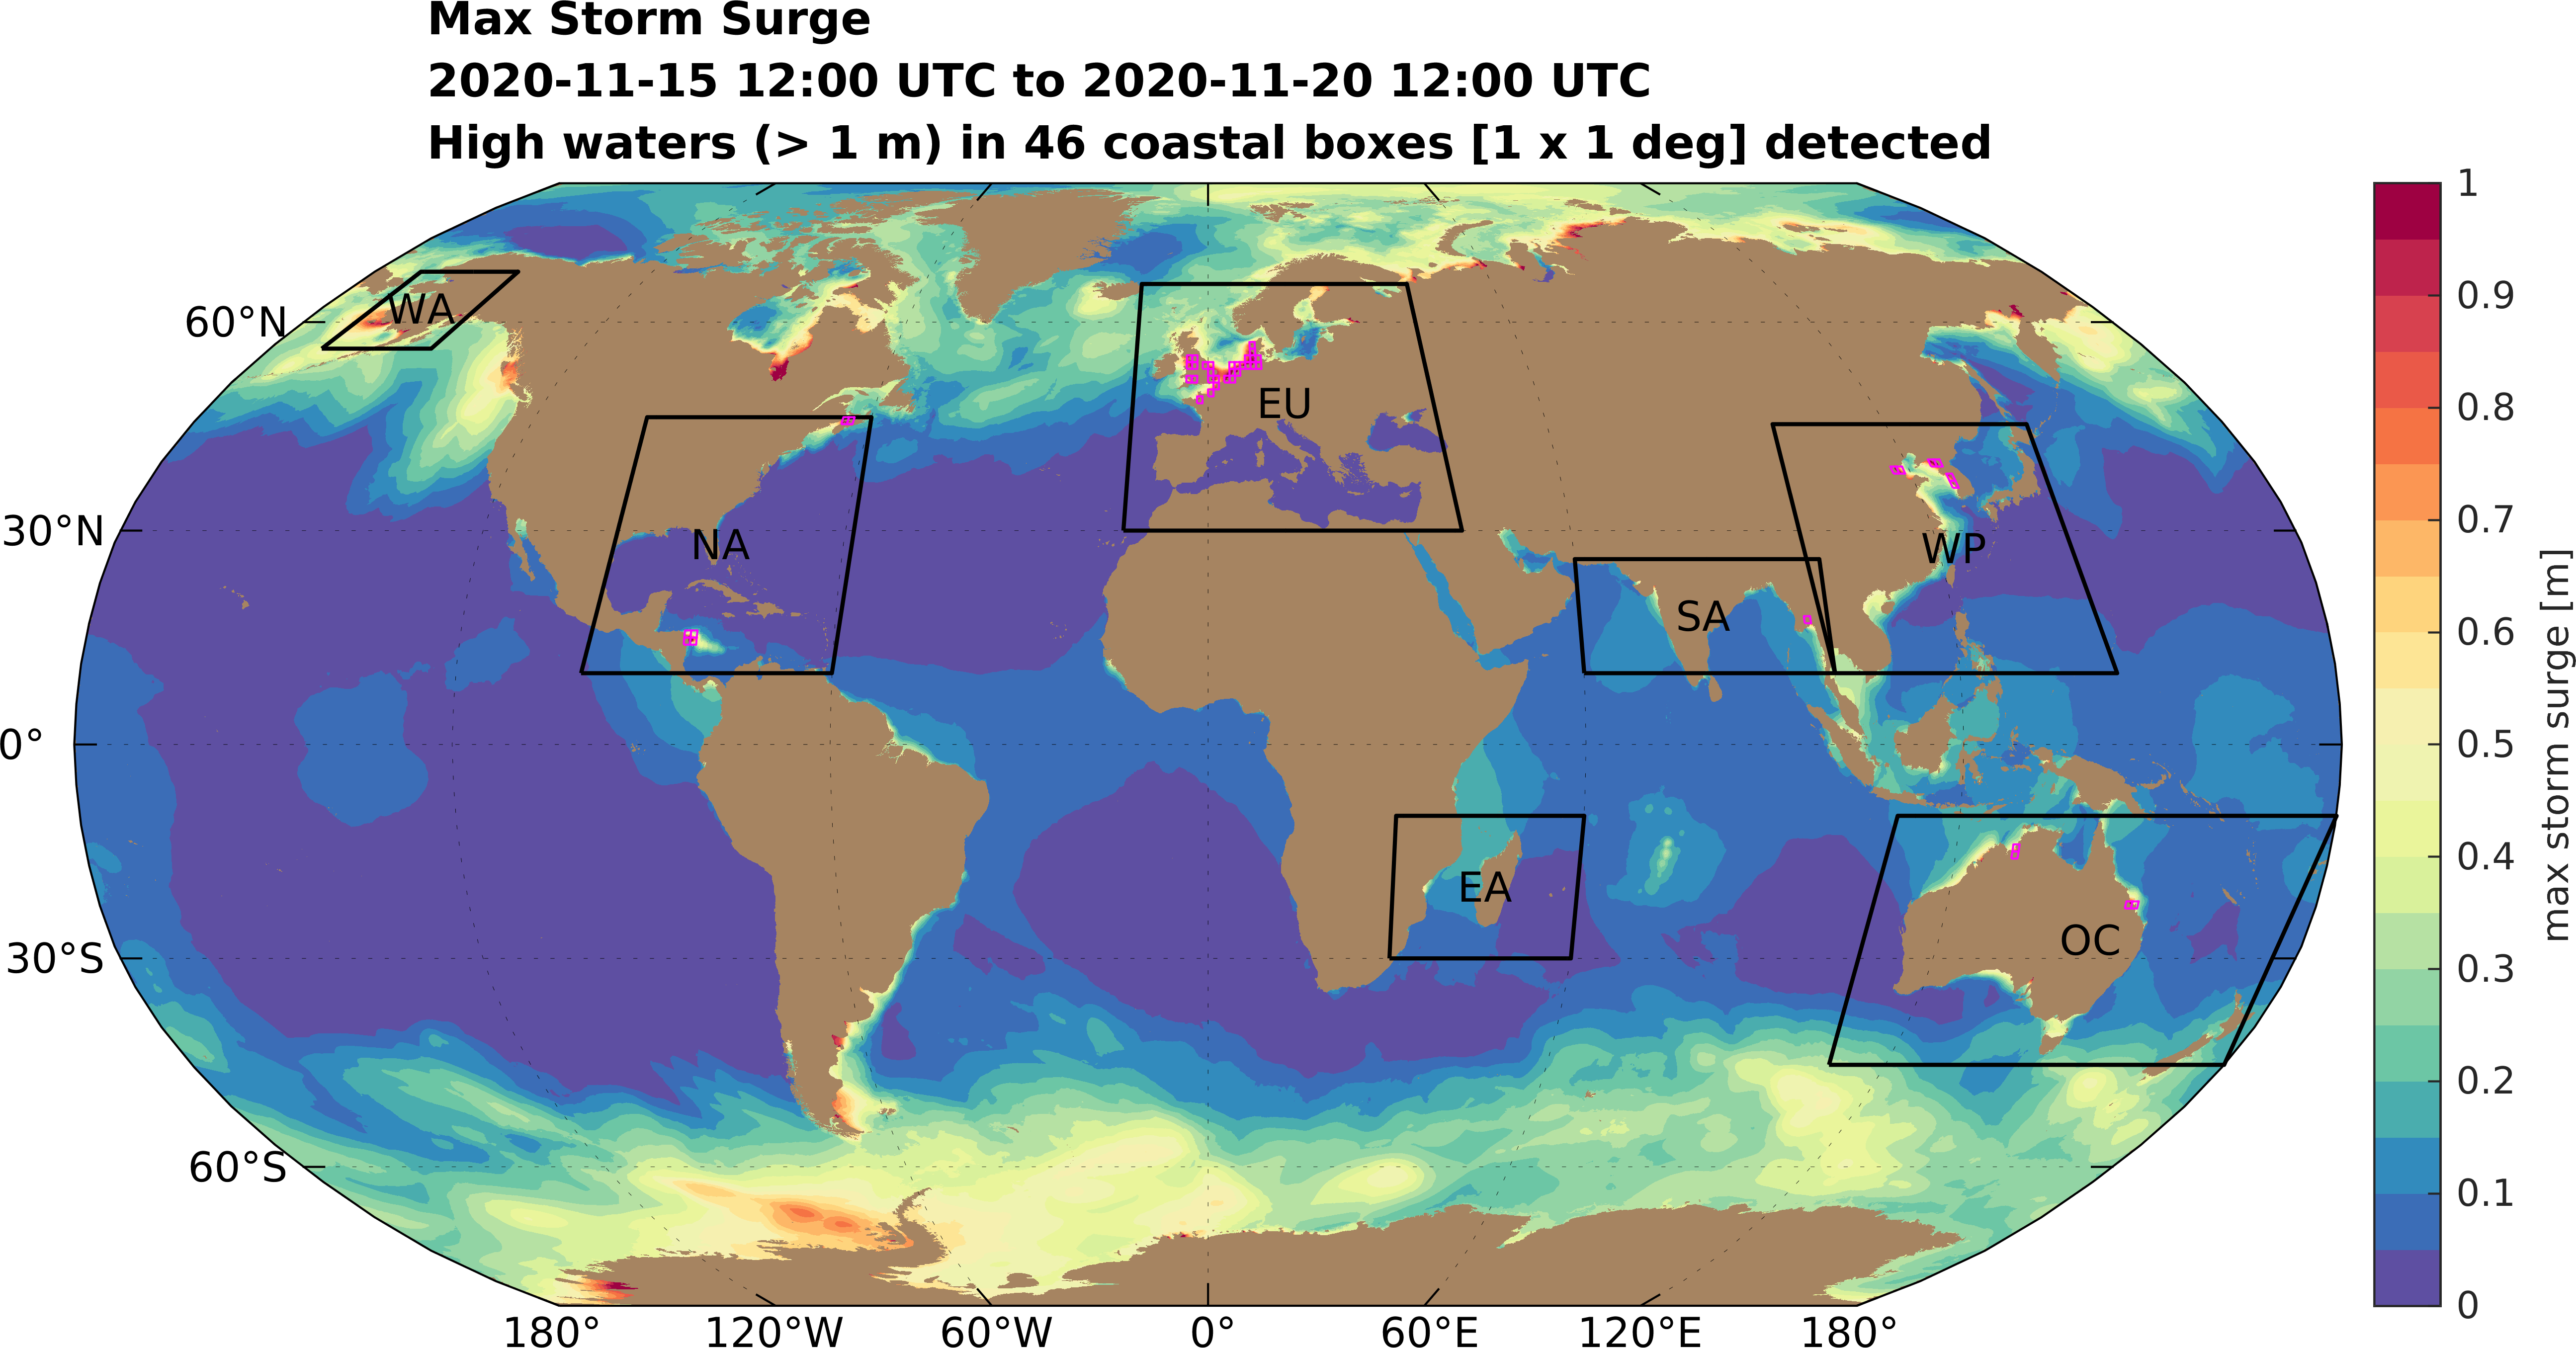 Max Storm Surge
2020-11-15 12:00 UTC to 2020-11-20 12:00 UTC
High waters (> 1 m) in 46 coastal boxes [1 x 1 deg] detected
60°N
30°N
0°
30°S
60°S
WA
NA
EU
SA
WP
EA
OC
180°
120°W
60°W
0°
60°E
120°E
180°
1
0.9
0.8
0.7
0.6
0.5
0.4
0.3
0.2
0.1
0
max storm surge [m]